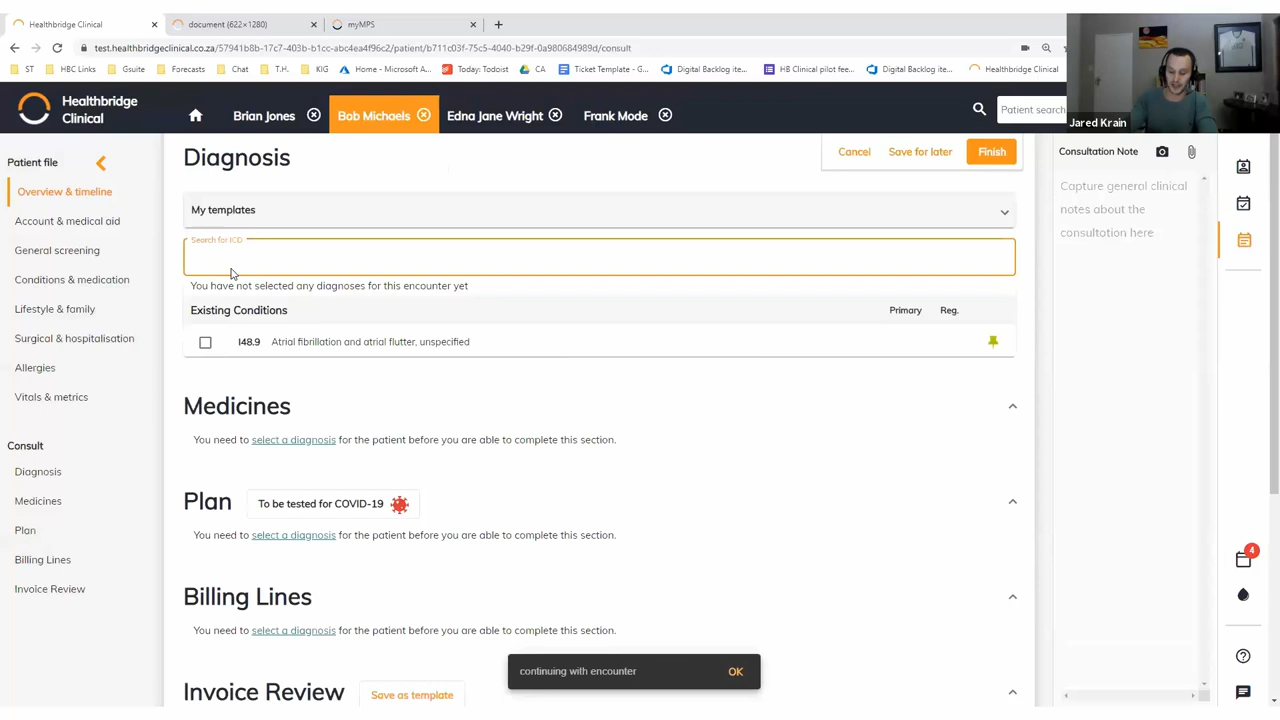 Healthbridge Clinical
document (622×1280)
myMPS
test.healthbridgeclinical.co.za/57941b8b-17c7-403b-b1cc-abc4ea4f96c2/patient/b711c03f-75c5-4040-b29f-0a980684989d/consult
ST
HBC Links
Gsuite
Forecasts
Chat
T.H.
KIG
Home - Microsoft A...
Today: Todoist
CA
Ticket Template - G...
Digital Backlog ite...
HB Clinical pilot fee...
Digital Backlog ite...
Healthbridge Clinical
Healthbridge
Clinical
Brian Jones
Bob Michaels
Edna Jane Wright
Frank Mode
Patient search
Jared Krain
Patient file
Overview & timeline
Account & medical aid
General screening
Conditions & medication
Lifestyle & family
Surgical & hospitalisation
Allergies
Vitals & metrics
Consult
Diagnosis
Medicines
Plan
Billing Lines
Invoice Review
Diagnosis
Cancel
Save for later
Finish
My templates
Search for ICD
You have not selected any diagnoses for this encounter yet
Existing Conditions
Primary
Reg.
I48.9 Atrial fibrillation and atrial flutter, unspecified
Medicines
You need to select a diagnosis for the patient before you are able to complete this section.
Plan
To be tested for COVID-19
You need to select a diagnosis for the patient before you are able to complete this section.
Billing Lines
You need to select a diagnosis for the patient before you are able to complete this section.
continuing with encounter
OK
Invoice Review
Save as template
Consultation Note
Capture general clinical
notes about the
consultation here
4